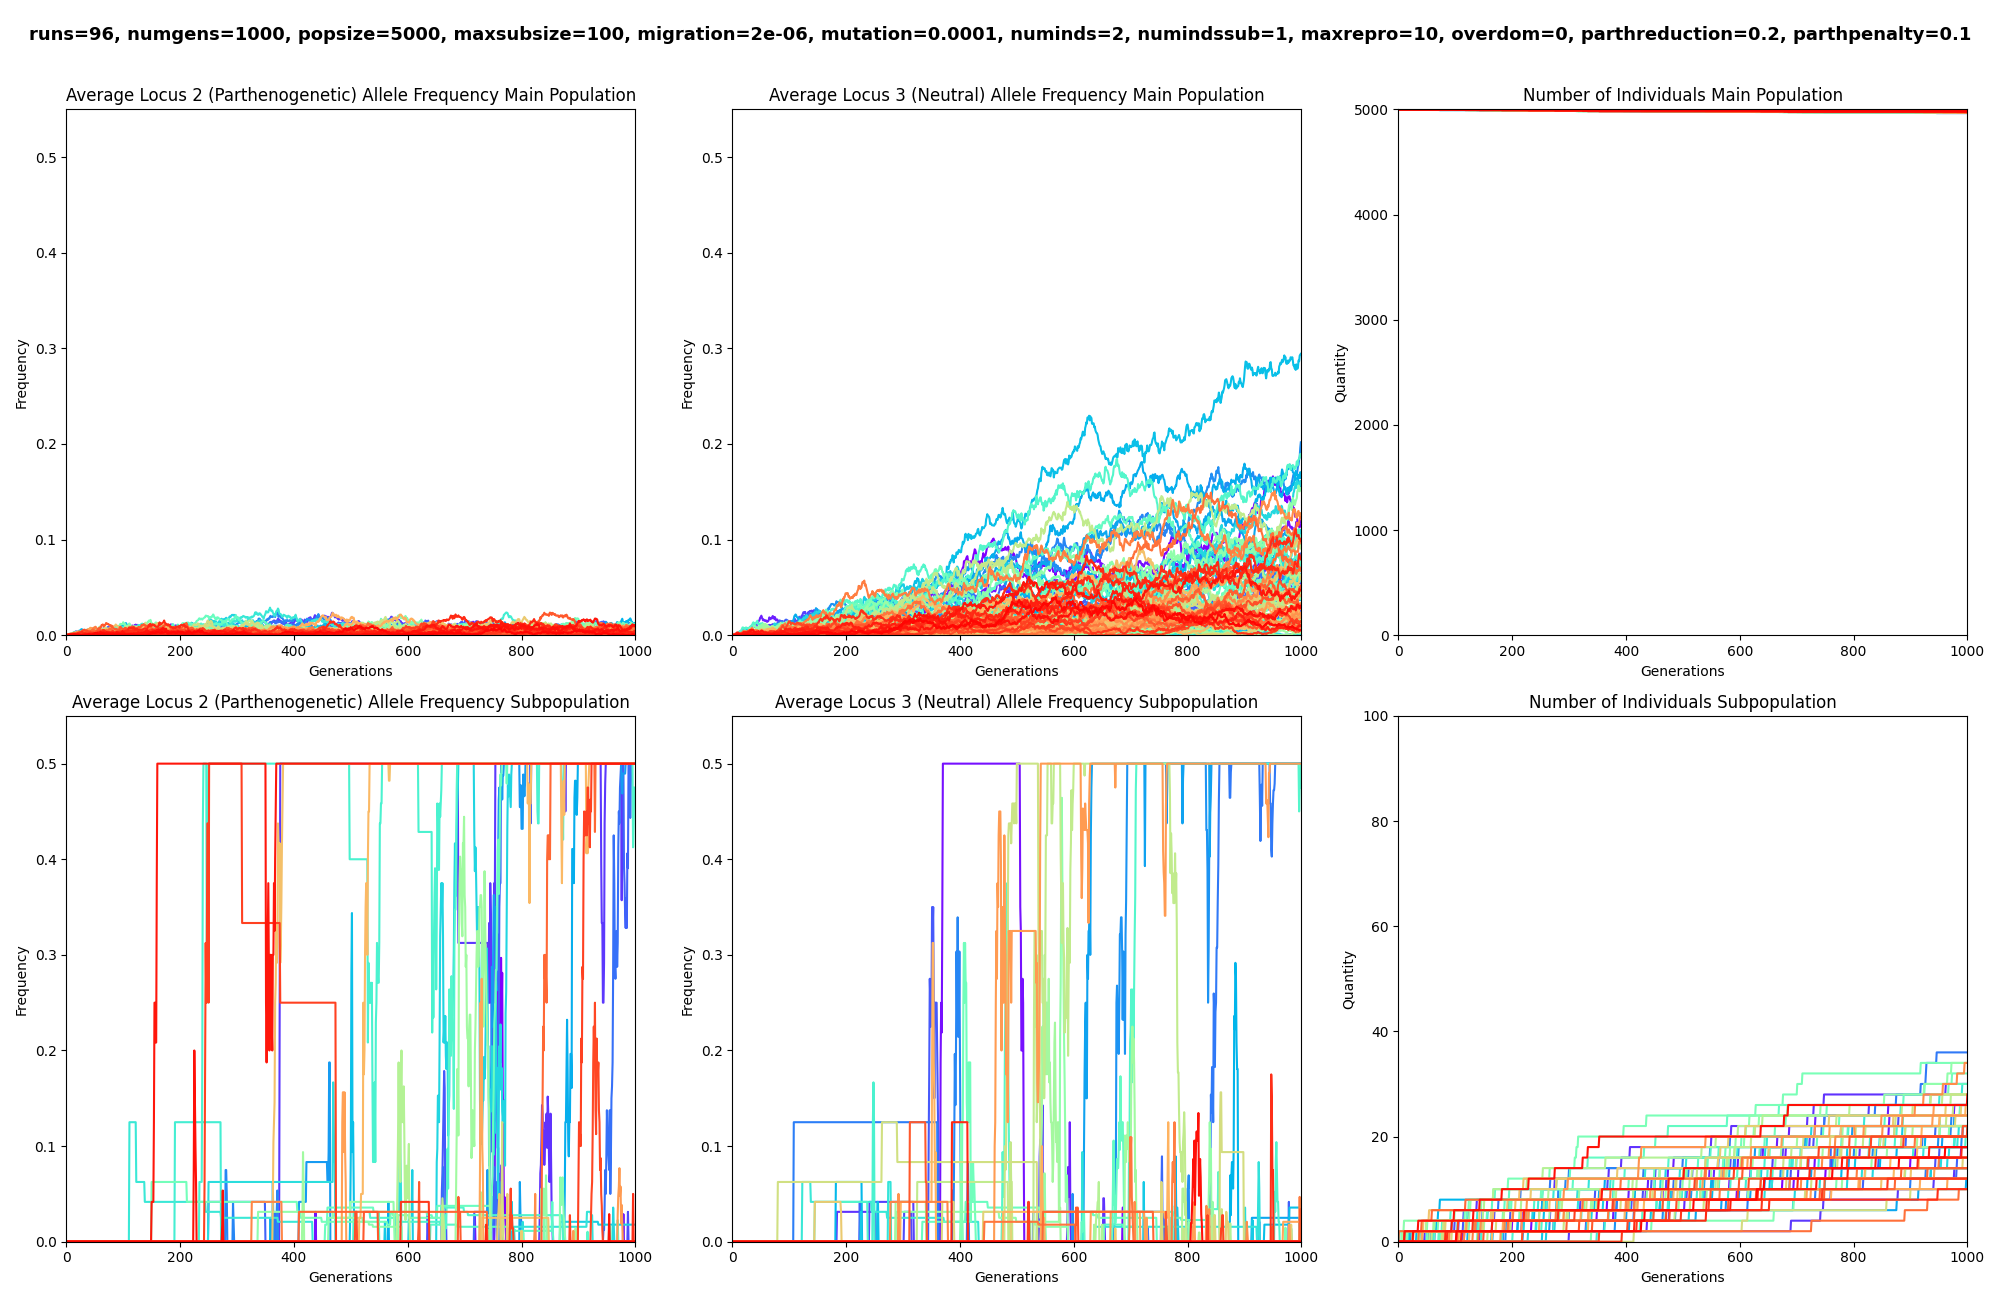 runs=96, numgens=1000, popsize=5000, maxsubsize=100, migration=2e-06, mutation=0.0001, numinds=2, numindssub=1, maxrepro=10, overdom=0, parthreduction=0.2, parthpenalty=0.1
Average Locus 2 (Parthenogenetic) Allele Frequency Main Population
Frequency
0.5
0.4
0.3
0.2
0.1
0.0
0 200 400 600 800 1000
Generations
Average Locus 3 (Neutral) Allele Frequency Main Population
Frequency
0.5
0.4
0.3
0.2
0.1
0.0
0 200 400 600 800 1000
Generations
Number of Individuals Main Population
Quantity
5000
4000
3000
2000
1000
0
0 200 400 600 800 1000
Generations
Average Locus 2 (Parthenogenetic) Allele Frequency Subpopulation
Frequency
0.5
0.4
0.3
0.2
0.1
0.0
0 200 400 600 800 1000
Generations
Average Locus 3 (Neutral) Allele Frequency Subpopulation
Frequency
0.5
0.4
0.3
0.2
0.1
0.0
0 200 400 600 800 1000
Generations
Number of Individuals Subpopulation
Quantity
100
80
60
40
20
0
0 200 400 600 800 1000
Generations